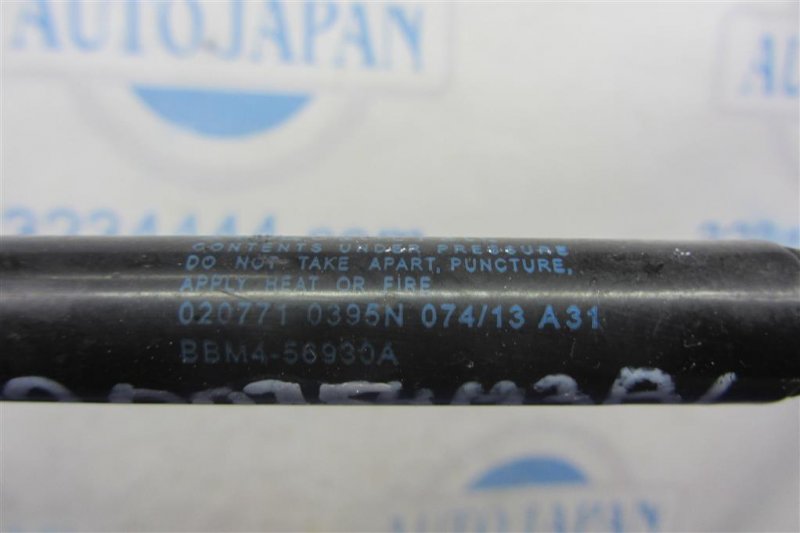 AUTOJAPAN
CONTENTS UNDER PRESSURE
DO NOT TAKE APART, PUNCTURE,
APPLY HEAT OR FIRE
020771 0395N 074/13 A31
BBM4-56930A
AUTOJAPAN